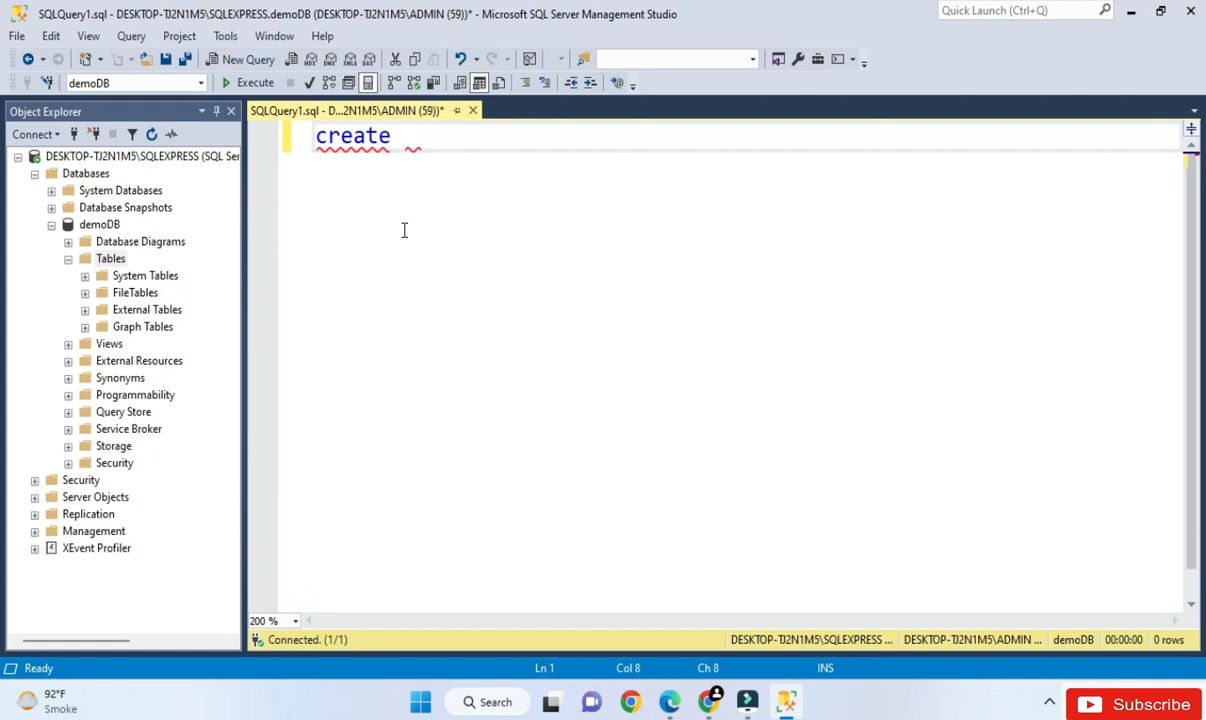 SQLQuery1.sql - DESKTOP-TJ2N1M5\SQLEXPRESS.demoDB (DESKTOP-TJ2N1M5\ADMIN (59))* - Microsoft SQL Server Management Studio
Quick Launch (Ctrl+Q)
File Edit View Query Project Tools Window Help
New Query
demoDB Execute
Object Explorer
SQLQuery1.sql - D...2N1M5\ADMIN (59))*
Connect
create
DESKTOP-TJ2N1M5\SQLEXPRESS (SQL Ser
Databases
System Databases
Database Snapshots
demoDB
Database Diagrams
Tables
System Tables
FileTables
External Tables
Graph Tables
Views
External Resources
Synonyms
Programmability
Query Store
Service Broker
Storage
Security
Security
Server Objects
Replication
Management
XEvent Profiler
200 %
Connected. (1/1) DESKTOP-TJ2N1M5\SQLEXPRESS ... DESKTOP-TJ2N1M5\ADMIN ... demoDB 00:00:00 0 rows
Ready Ln 1 Col 8 Ch 8 INS
92°F
Smoke
Search
Subscribe